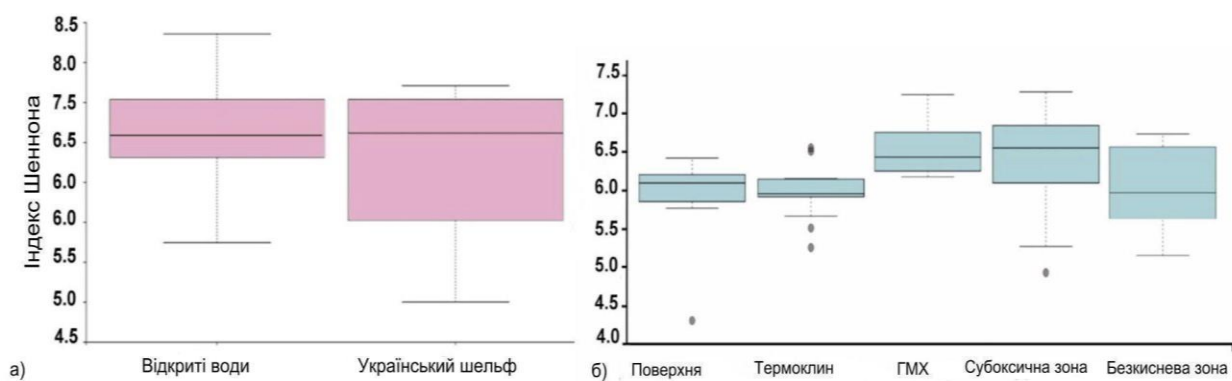 Індекс Шеннона
8.5
8.0
7.5
6.5
6.0
6.0
5.5
5.0
4.5
а)
Відкриті води
Український шельф
7.5
7.0
6.5
6.0
5.5
5.0
4.5
4.0
б)
Поверхня
Термоклин
ГМХ
Субоксична зона
Безкиснева зона